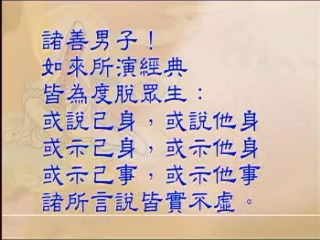 諸善男子！
如來所演經典
皆為度脫眾生：
或說己身，或說他身
或示己身，或示他身
或示己事，或示他事
諸所言說皆實不虛。